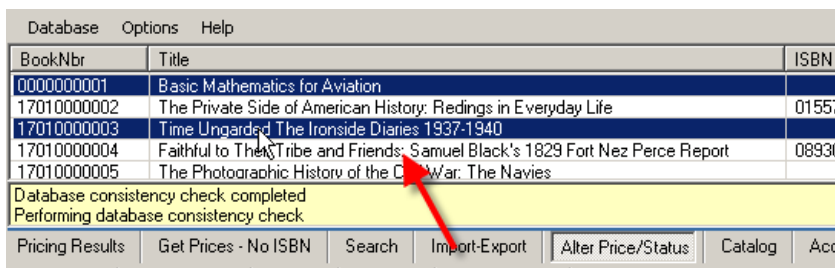 Database Options Help
BookNbr Title ISBN
0000000001 Basic Mathematics for Aviation
17010000002 The Private Side of American History: Redings in Everyday Life 01557
17010000003 Time Ungarded The Ironside Diaries 1937-1940
17010000004 Faithful to Their Tribe and Friends: Samuel Black's 1829 Fort Nez Perce Report 08930
17010000005 The Photographic History of the Civil War: The Navies
Database consistency check completed
Performing database consistency check
Pricing Results Get Prices - No ISBN Search Import-Export Alter Price/Status Catalog Acc